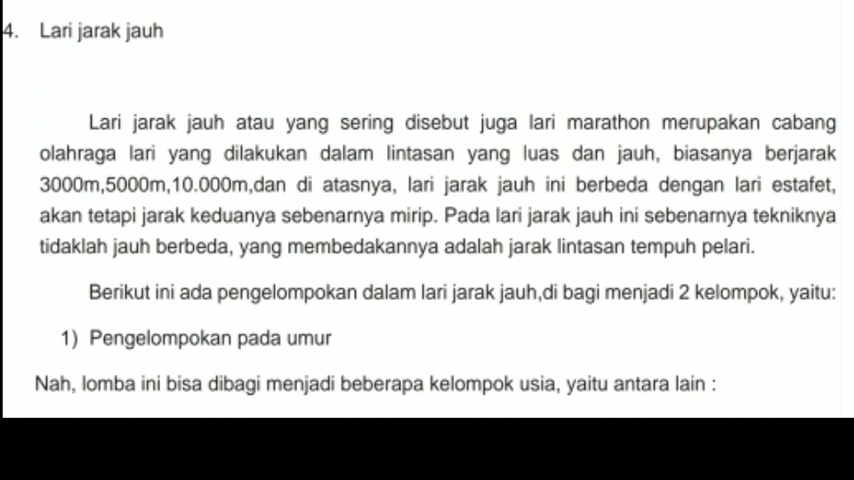 4. Lari jarak jauh
Lari jarak jauh atau yang sering disebut juga lari marathon merupakan cabang
olahraga lari yang dilakukan dalam lintasan yang luas dan jauh, biasanya berjarak
3000m,5000m,10.000m,dan di atasnya, lari jarak jauh ini berbeda dengan lari estafet,
akan tetapi jarak keduanya sebenarnya mirip. Pada lari jarak jauh ini sebenarnya tekniknya
tidaklah jauh berbeda, yang membedakannya adalah jarak lintasan tempuh pelari.
Berikut ini ada pengelompokan dalam lari jarak jauh,di bagi menjadi 2 kelompok, yaitu:
1) Pengelompokan pada umur
Nah, lomba ini bisa dibagi menjadi beberapa kelompok usia, yaitu antara lain :